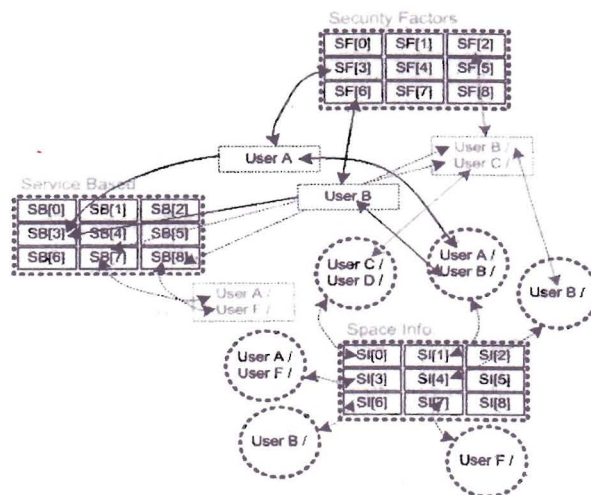 Security Factors
SF[0] SF[1] SF[2]
SF[3] SF[4] SF[5]
SF[6] SF[7] SF[8]
User A
User B /
User C /
Service Based
SB[0] SB[1] SB[2]
SB[3] SB[4] SB[5]
SB[6] SB[7] SB[8]
User B
User C /
User D /
User A /
User B /
User B /
User A /
User F /
Space Info
SI[0] SI[1] SI[2]
SI[3] SI[4] SI[5]
SI[6] SI[7] SI[8]
User A /
User F /
User B /
User F /